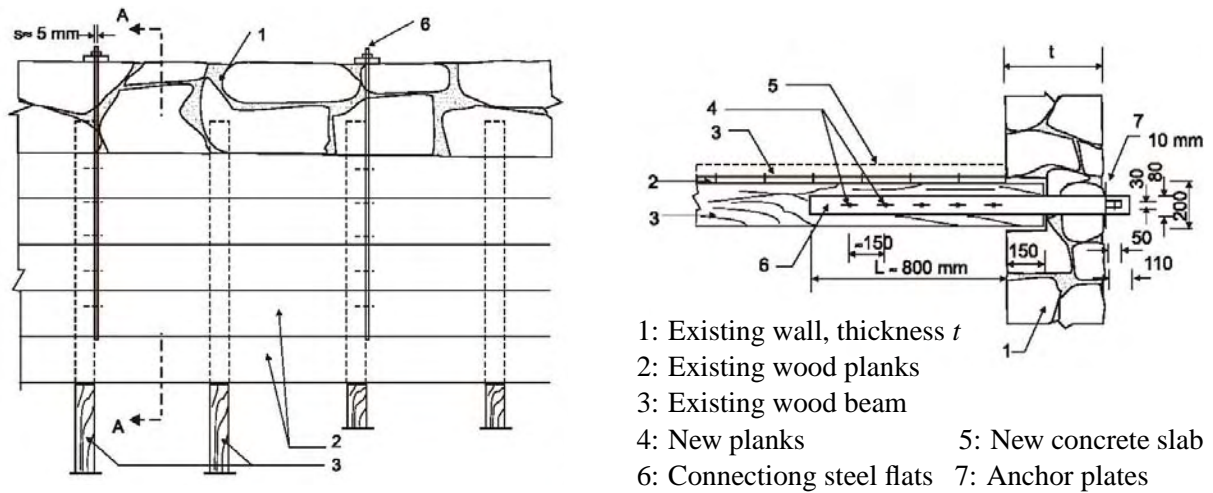 A
s≈ 5 mm
1
6
A
2
3
t
5
4
3
2
3
7
10 mm
30
80
200
≈150
150
50
110
6
L ≈ 800 mm
1
1: Existing wall, thickness t
2: Existing wood planks
3: Existing wood beam
4: New planks 5: New concrete slab
6: Connectiong steel flats 7: Anchor plates